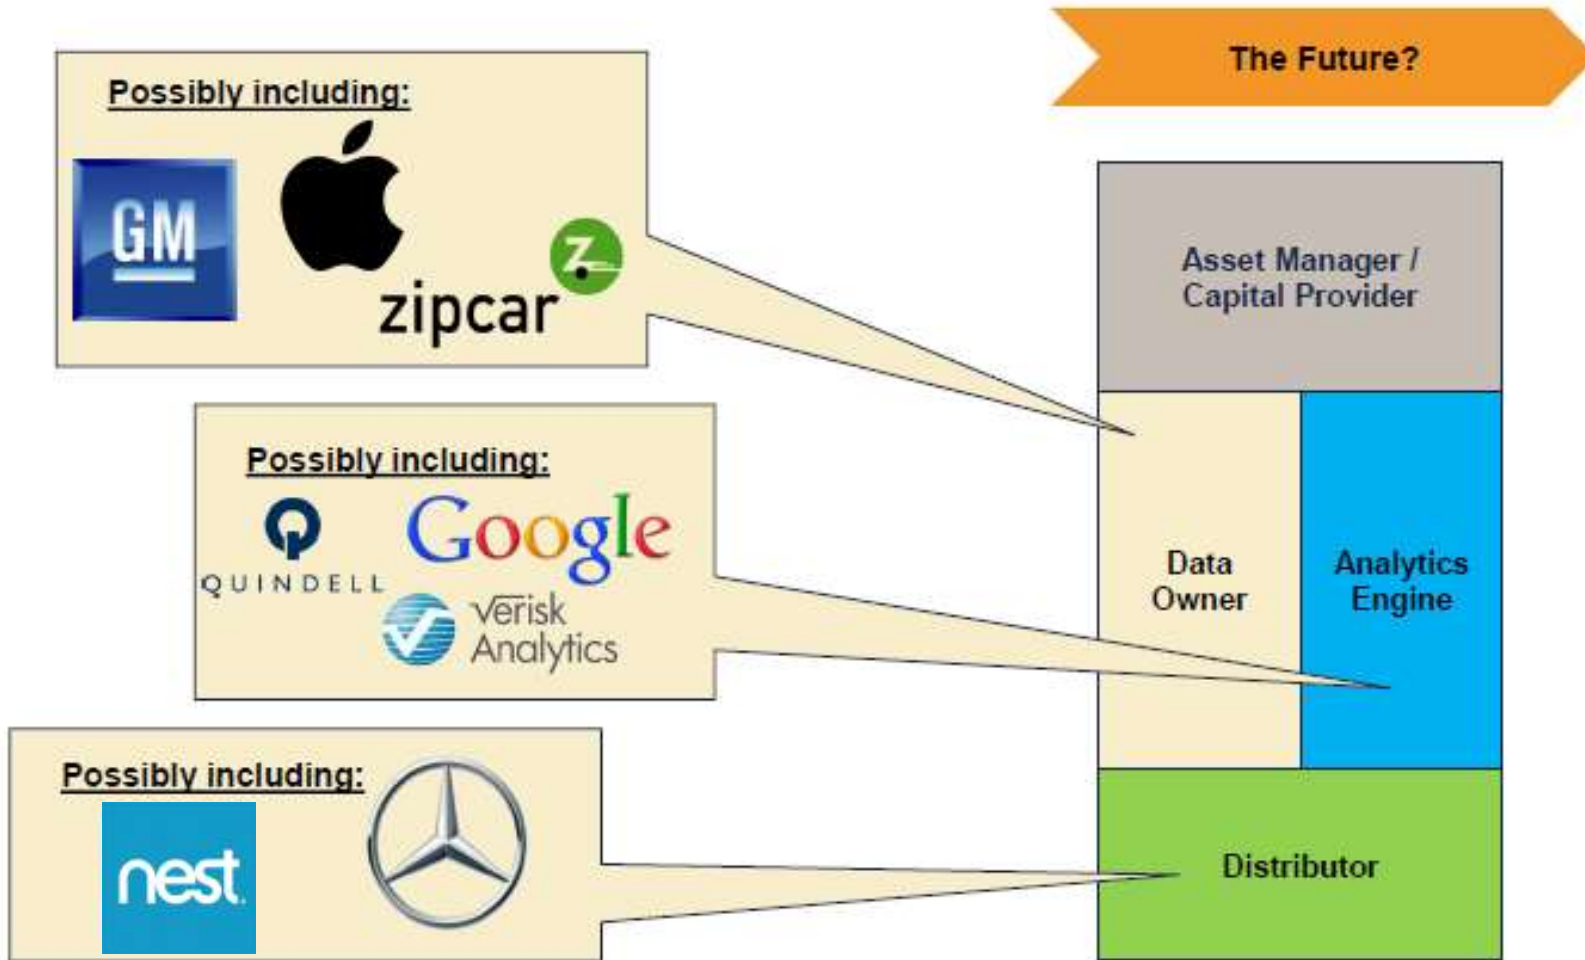 The Future?
Possibly including:
GM
zipcar
Z
Asset Manager /
Capital Provider
Possibly including:
QUINDELL
Google
Verisk
Analytics
Data
Owner
Analytics
Engine
Possibly including:
nest
Distributor